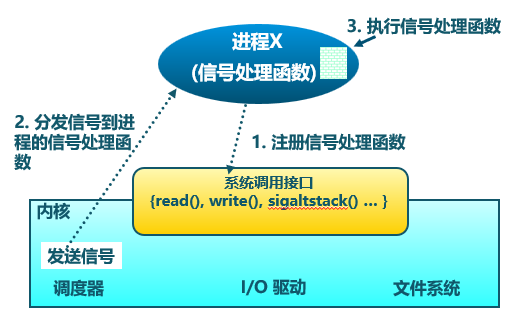 3. 执行信号处理函数
进程X
(信号处理函数)
2. 分发信号到进
程的信号处理函
数
1. 注册信号处理函数
系统调用接口
{read(), write(), sigaltstack() … }
内核
发送信号
调度器
I/O 驱动
文件系统